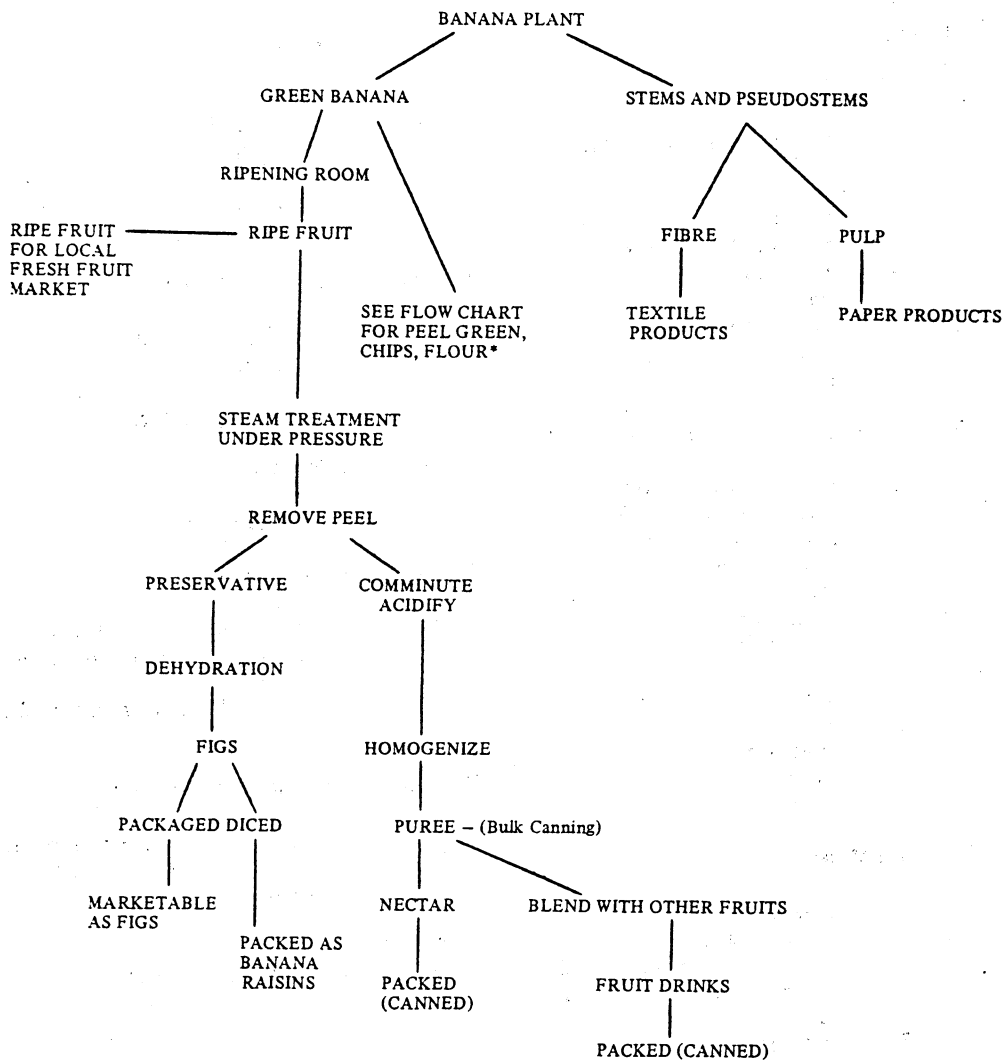 BANANA PLANT
GREEN BANANA
STEMS AND PSEUDOSTEMS
RIPENING ROOM
RIPE FRUIT
FOR LOCAL
FRESH FRUIT
MARKET
RIPE FRUIT
FIBRE
PULP
SEE FLOW CHART
FOR PEEL GREEN,
CHIPS, FLOUR*
TEXTILE
PRODUCTS
PAPER PRODUCTS
STEAM TREATMENT
UNDER PRESSURE
REMOVE PEEL
PRESERVATIVE
COMMINUTE
ACIDIFY
DEHYDRATION
FIGS
HOMOGENIZE
PACKAGED DICED
PUREE – (Bulk Canning)
MARKETABLE
AS FIGS
PACKED AS
BANANA
RAISINS
NECTAR
BLEND WITH OTHER FRUITS
PACKED
(CANNED)
FRUIT DRINKS
PACKED (CANNED)